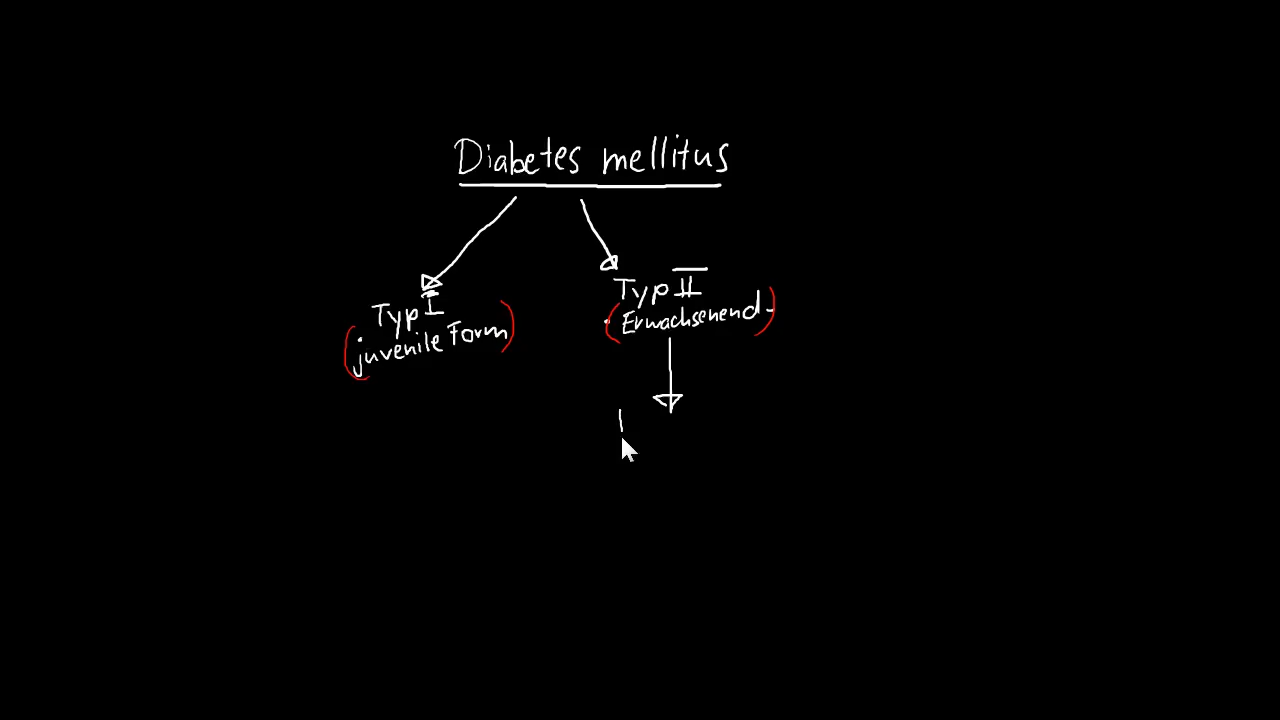 Diabetes mellitus
Typ I
(juvenile Form)
Typ II
(Erwachsenend.)